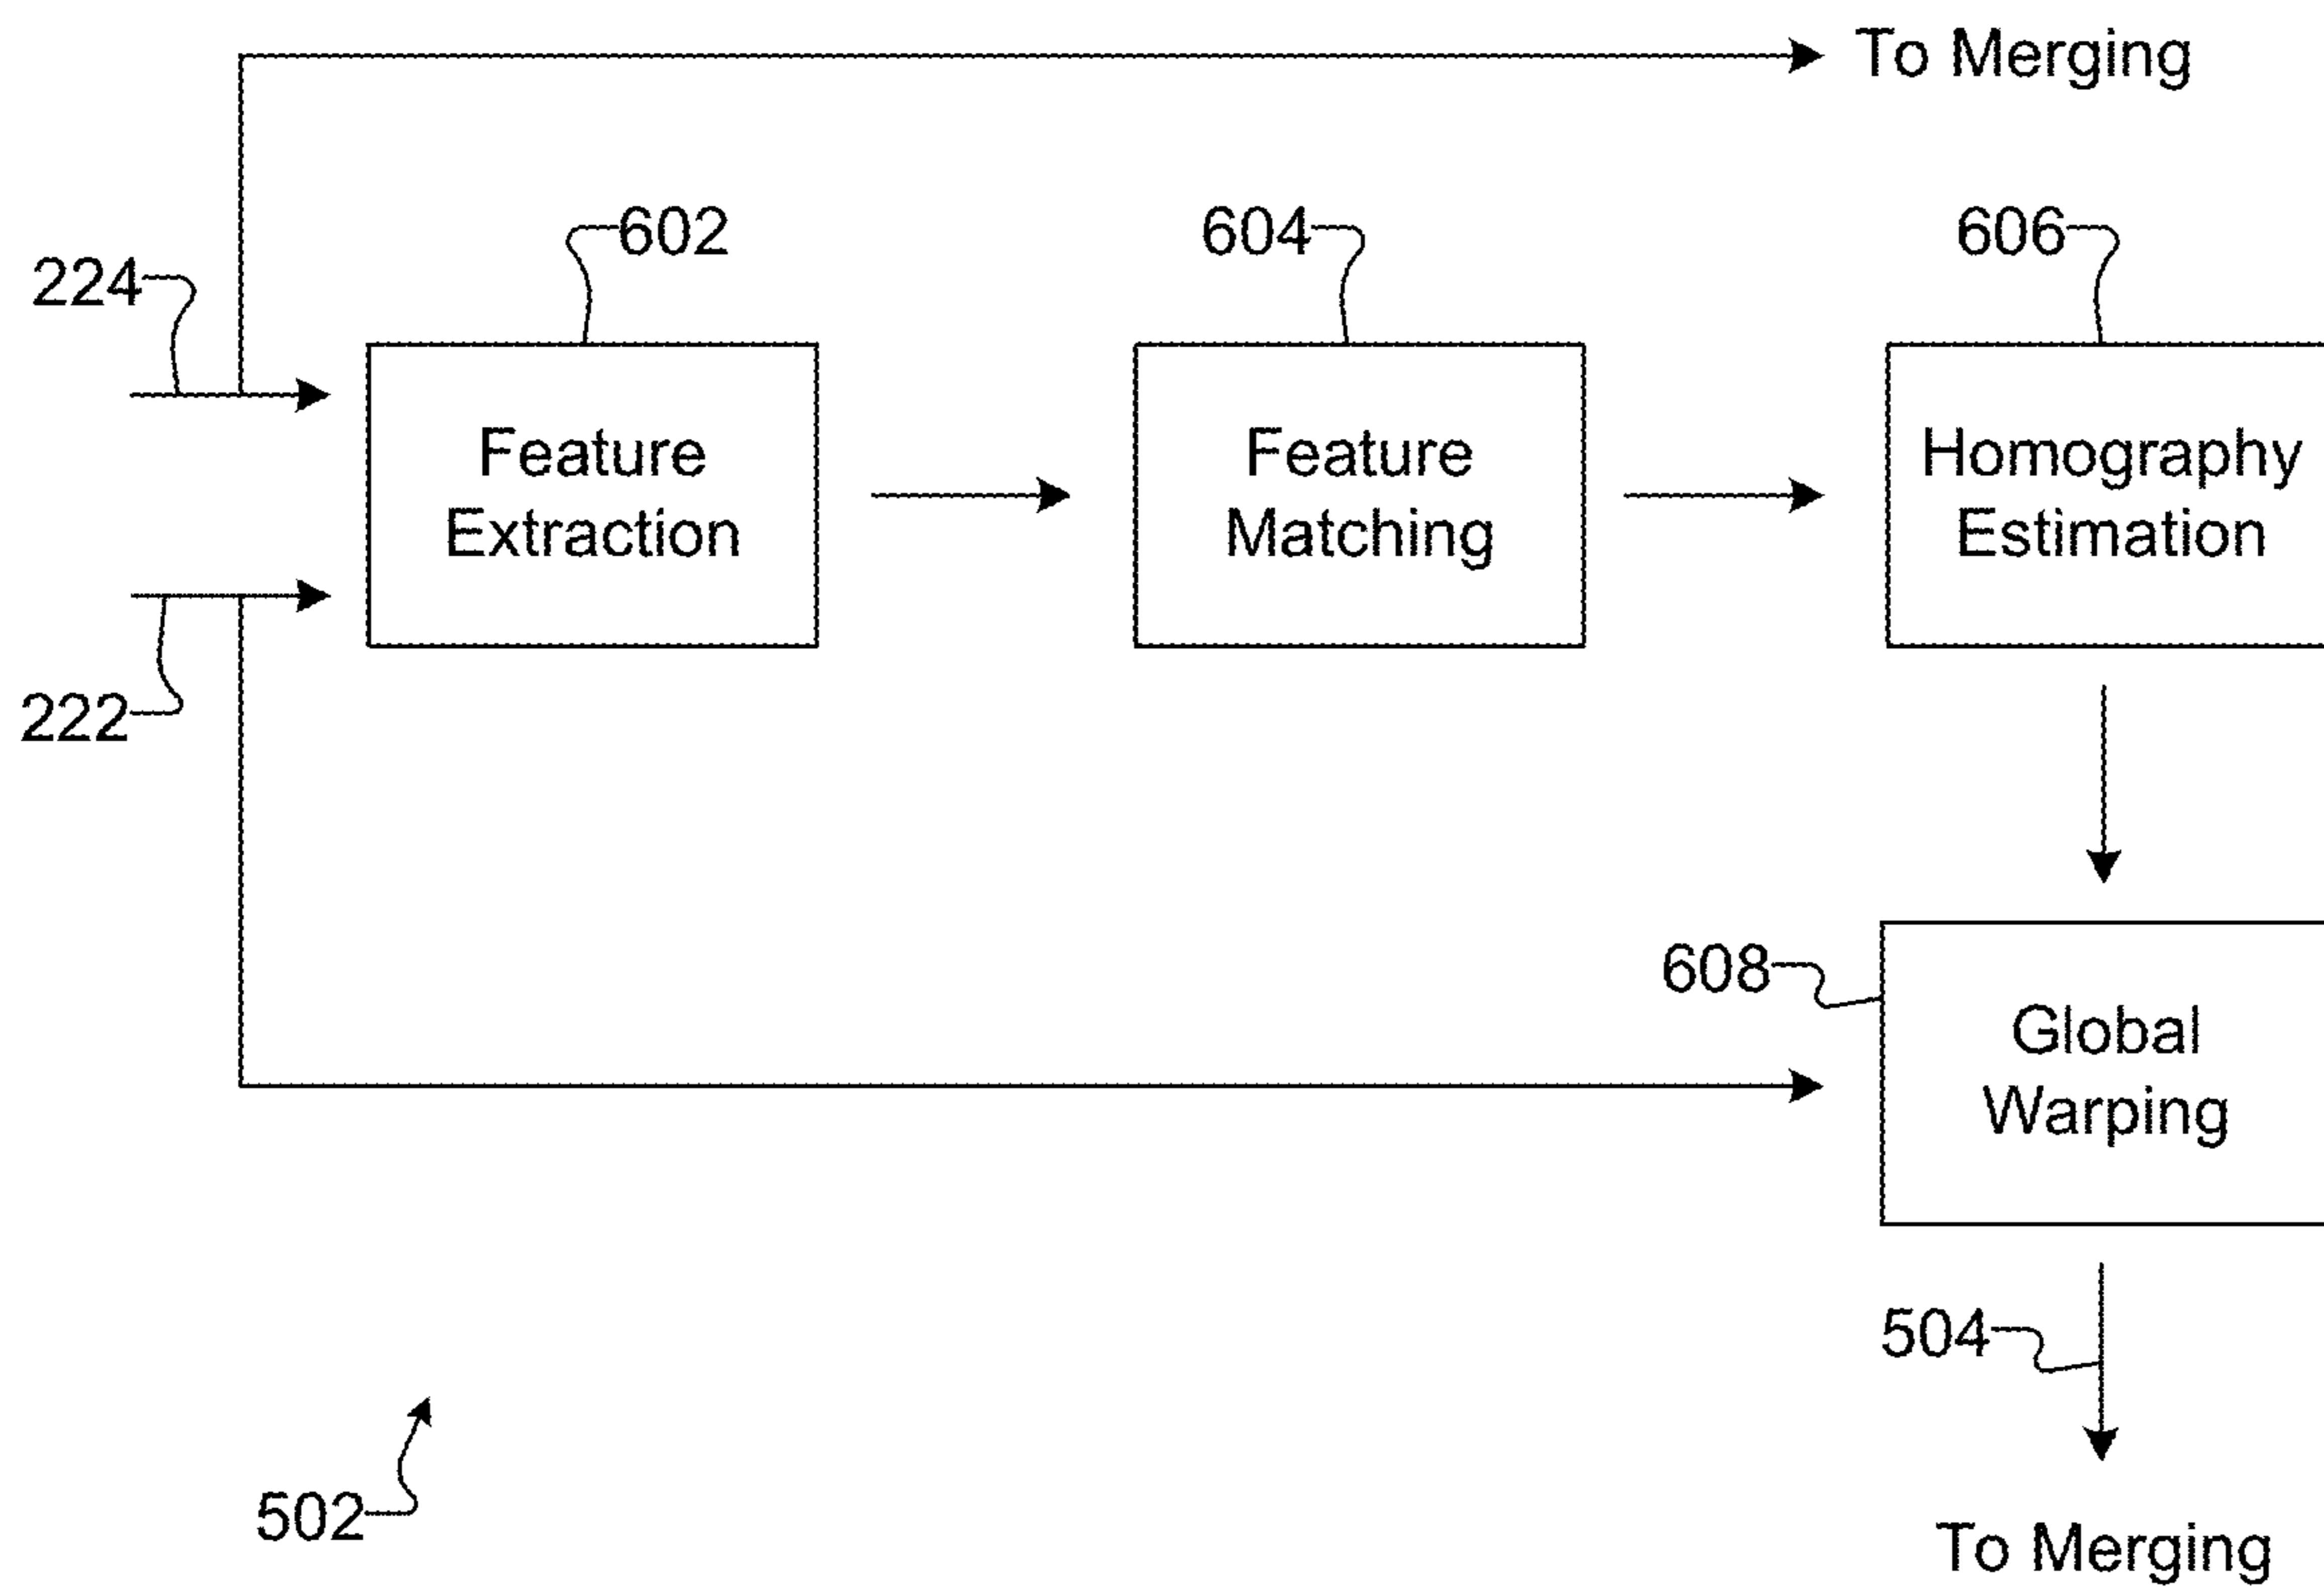 To Merging
602
604
606
224
Feature
Extraction
Feature
Matching
Homography
Estimation
222
608
Global
Warping
504
502
To Merging